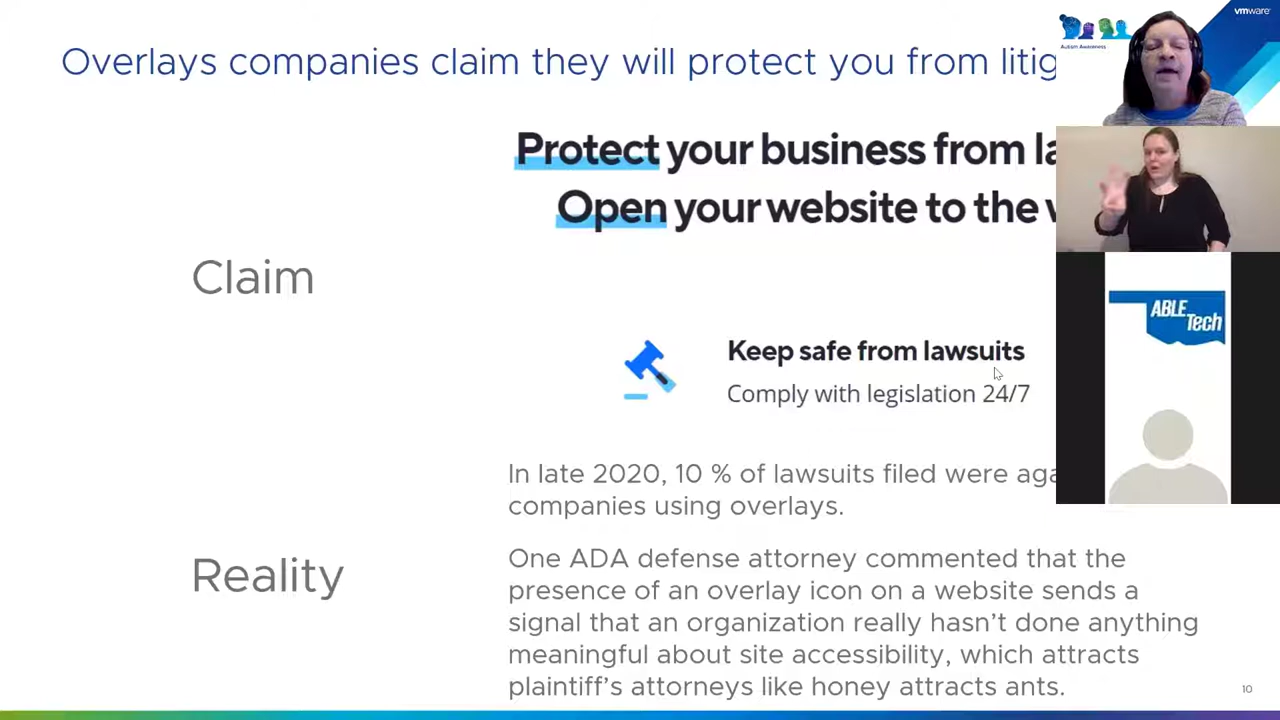 vmware
Autism Awareness
Overlays companies claim they will protect you from litig
Protect your business from la
Open your website to the
Claim
Keep safe from lawsuits
Comply with legislation 24/7
In late 2020, 10 % of lawsuits filed were aga
companies using overlays.
Reality
One ADA defense attorney commented that the
presence of an overlay icon on a website sends a
signal that an organization really hasn’t done anything
meaningful about site accessibility, which attracts
plaintiff’s attorneys like honey attracts ants.
ABLE
Tech
10